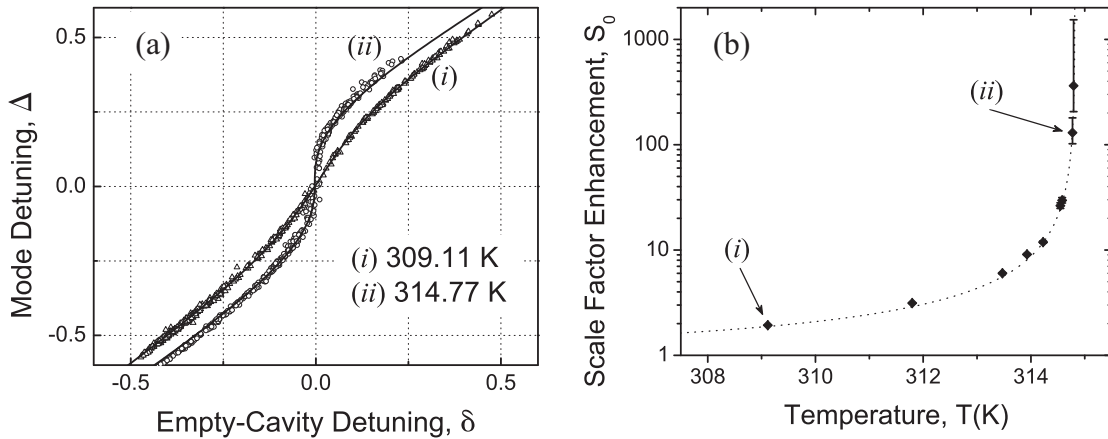 (a)
(ii)
(i)
0.5
0.0
-0.5
Mode Detuning, Δ
(i) 309.11 K
(ii) 314.77 K
-0.5 0.0 0.5
Empty-Cavity Detuning, δ
(b)
(ii)
(i)
1000
100
10
1
Scale Factor Enhancement, S₀
308 310 312 314
Temperature, T(K)